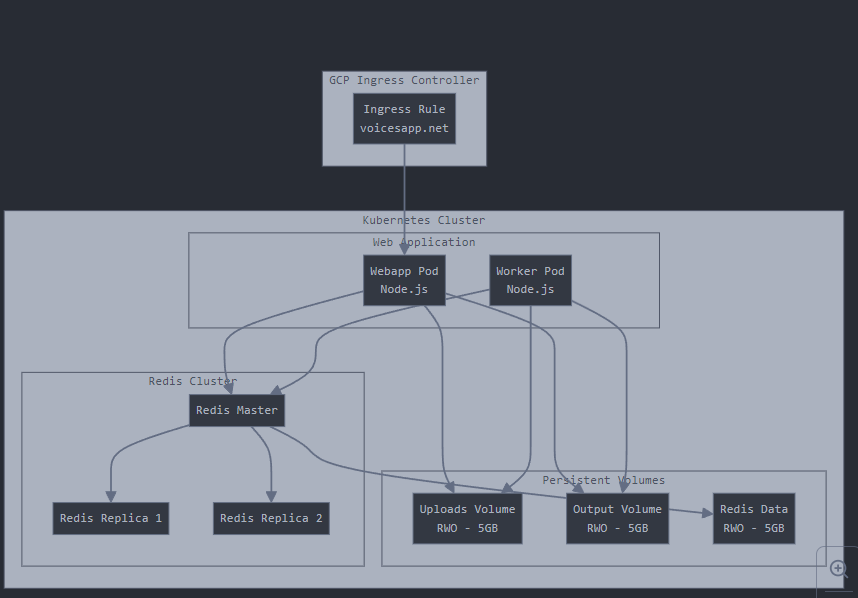 GCP Ingress Controller
Ingress Rule
voicesapp.net
Kubernetes Cluster
Web Application
Webapp Pod
Node.js
Worker Pod
Node.js
Redis Cluster
Redis Master
Redis Replica 1
Redis Replica 2
Persistent Volumes
Uploads Volume
RWO - 5GB
Output Volume
RWO - 5GB
Redis Data
RWO - 5GB